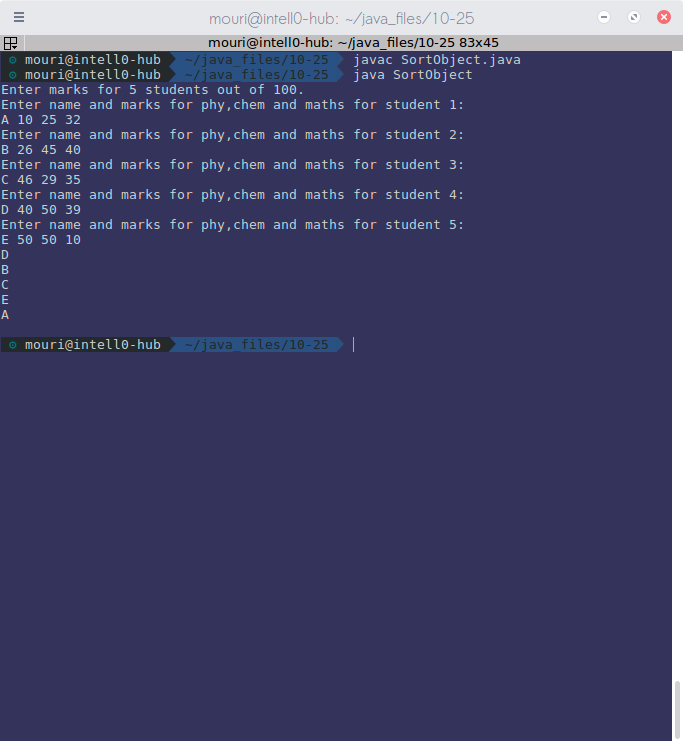 mouri@intell0-hub: ~/java_files/10-25
mouri@intell0-hub: ~/java_files/10-25 83x45
mouri@intell0-hub ~/java_files/10-25 javac SortObject.java
mouri@intell0-hub ~/java_files/10-25 java SortObject
Enter marks for 5 students out of 100.
Enter name and marks for phy,chem and maths for student 1:
A 10 25 32
Enter name and marks for phy,chem and maths for student 2:
B 26 45 40
Enter name and marks for phy,chem and maths for student 3:
C 46 29 35
Enter name and marks for phy,chem and maths for student 4:
D 40 50 39
Enter name and marks for phy,chem and maths for student 5:
E 50 50 10
D
B
C
E
A
mouri@intell0-hub ~/java_files/10-25